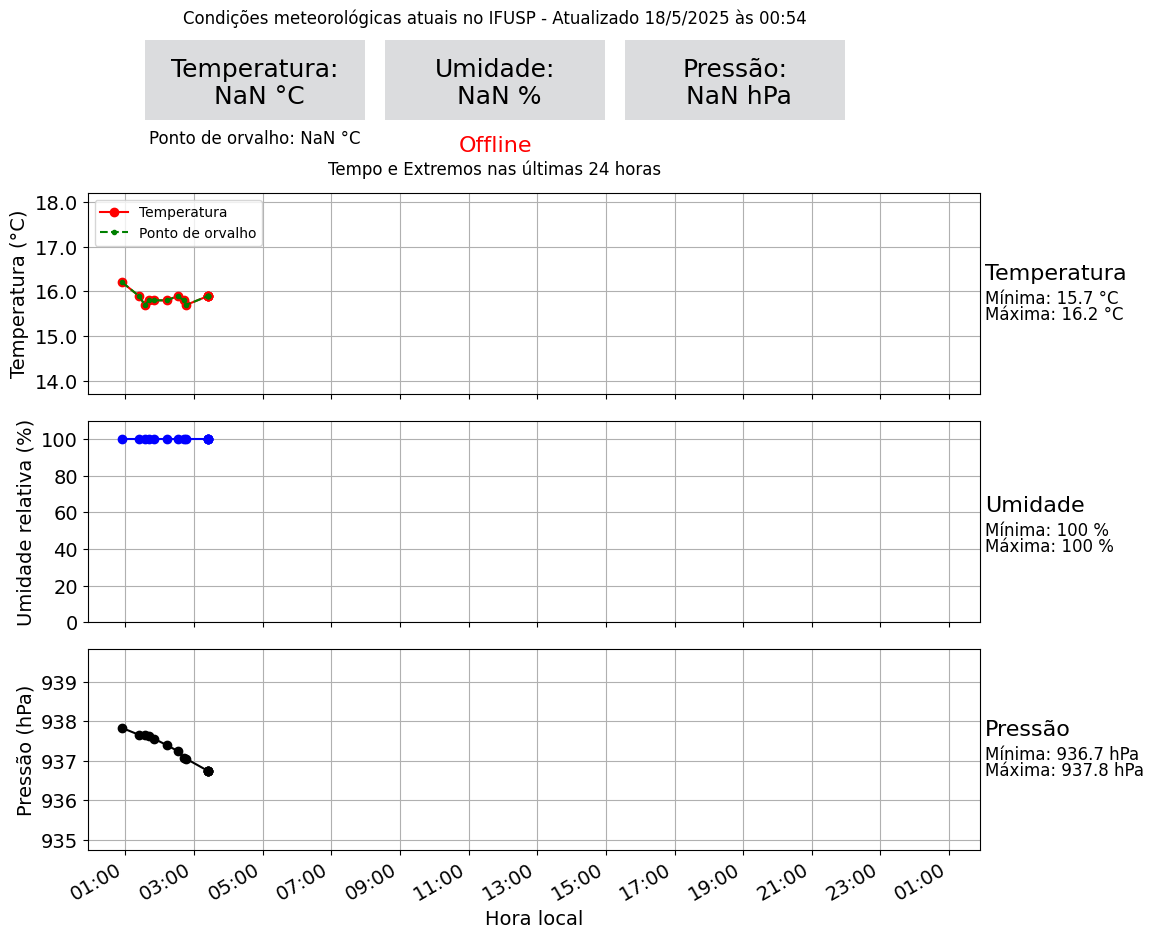 Condições meteorológicas atuais no IFUSP - Atualizado 18/5/2025 às 00:54
Temperatura:
NaN °C
Umidade:
NaN %
Pressão:
NaN hPa
Ponto de orvalho: NaN °C
Offline
Tempo e Extremos nas últimas 24 horas
Temperatura (°C)
18.0
17.0
16.0
15.0
14.0
Temperatura
Ponto de orvalho
Temperatura
Mínima: 15.7 °C
Máxima: 16.2 °C
Umidade relativa (%)
100
80
60
40
20
0
Umidade
Mínima: 100 %
Máxima: 100 %
Pressão (hPa)
939
938
937
936
935
Pressão
Mínima: 936.7 hPa
Máxima: 937.8 hPa
01:00
03:00
05:00
07:00
09:00
11:00
13:00
15:00
17:00
19:00
21:00
23:00
01:00
Hora local